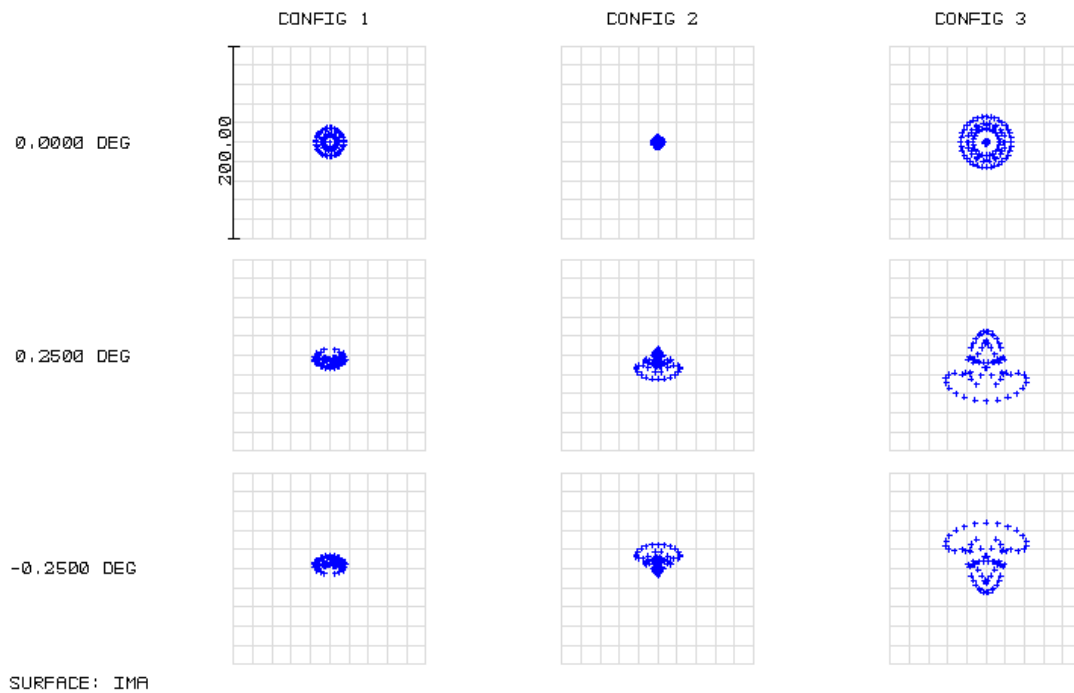 CONFIG 1 CONFIG 2 CONFIG 3
0.0000 DEG
200.00
0.2500 DEG
-0.2500 DEG
SURFACE: IMA